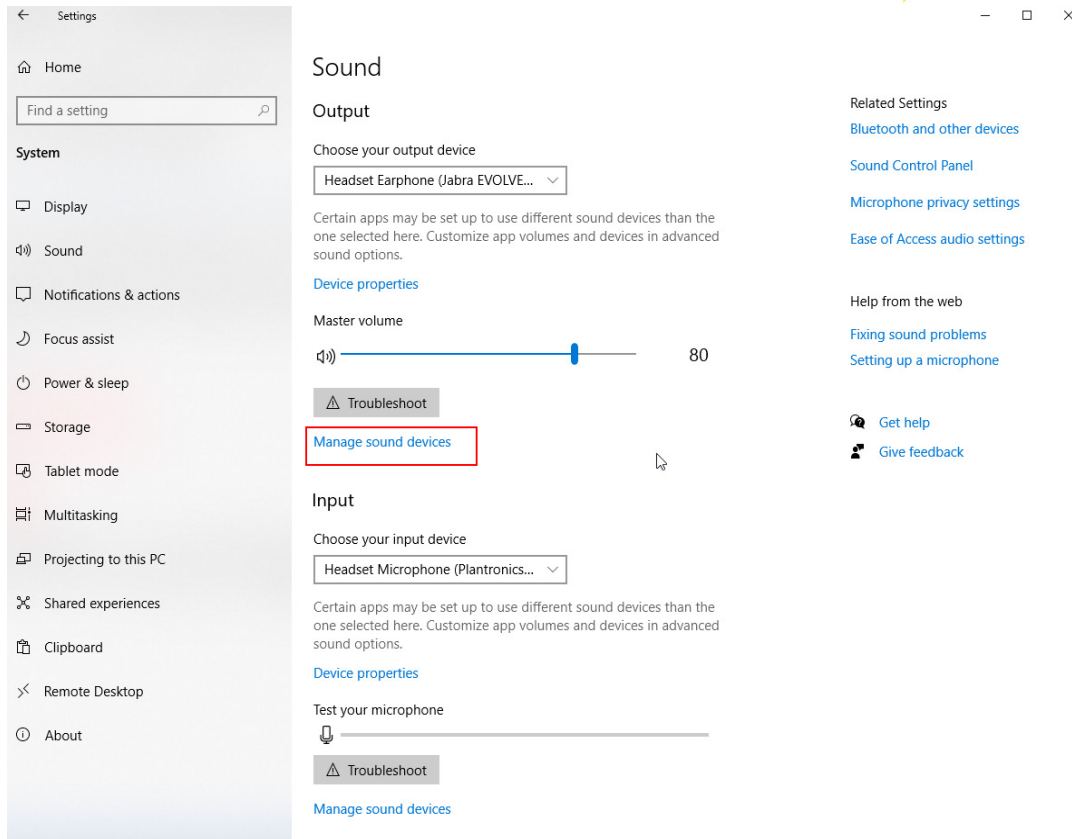 Settings
Home
Find a setting
System
Display
Sound
Notifications & actions
Focus assist
Power & sleep
Storage
Tablet mode
Multitasking
Projecting to this PC
Shared experiences
Clipboard
Remote Desktop
About
Sound
Output
Choose your output device
Headset Earphone (Jabra EVOLVE...
Certain apps may be set up to use different sound devices than the
one selected here. Customize app volumes and devices in advanced
sound options.
Device properties
Master volume
80
Troubleshoot
Manage sound devices
Input
Choose your input device
Headset Microphone (Plantronics...
Certain apps may be set up to use different sound devices than the
one selected here. Customize app volumes and devices in advanced
sound options.
Device properties
Test your microphone
Troubleshoot
Manage sound devices
Related Settings
Bluetooth and other devices
Sound Control Panel
Microphone privacy settings
Ease of Access audio settings
Help from the web
Fixing sound problems
Setting up a microphone
Get help
Give feedback